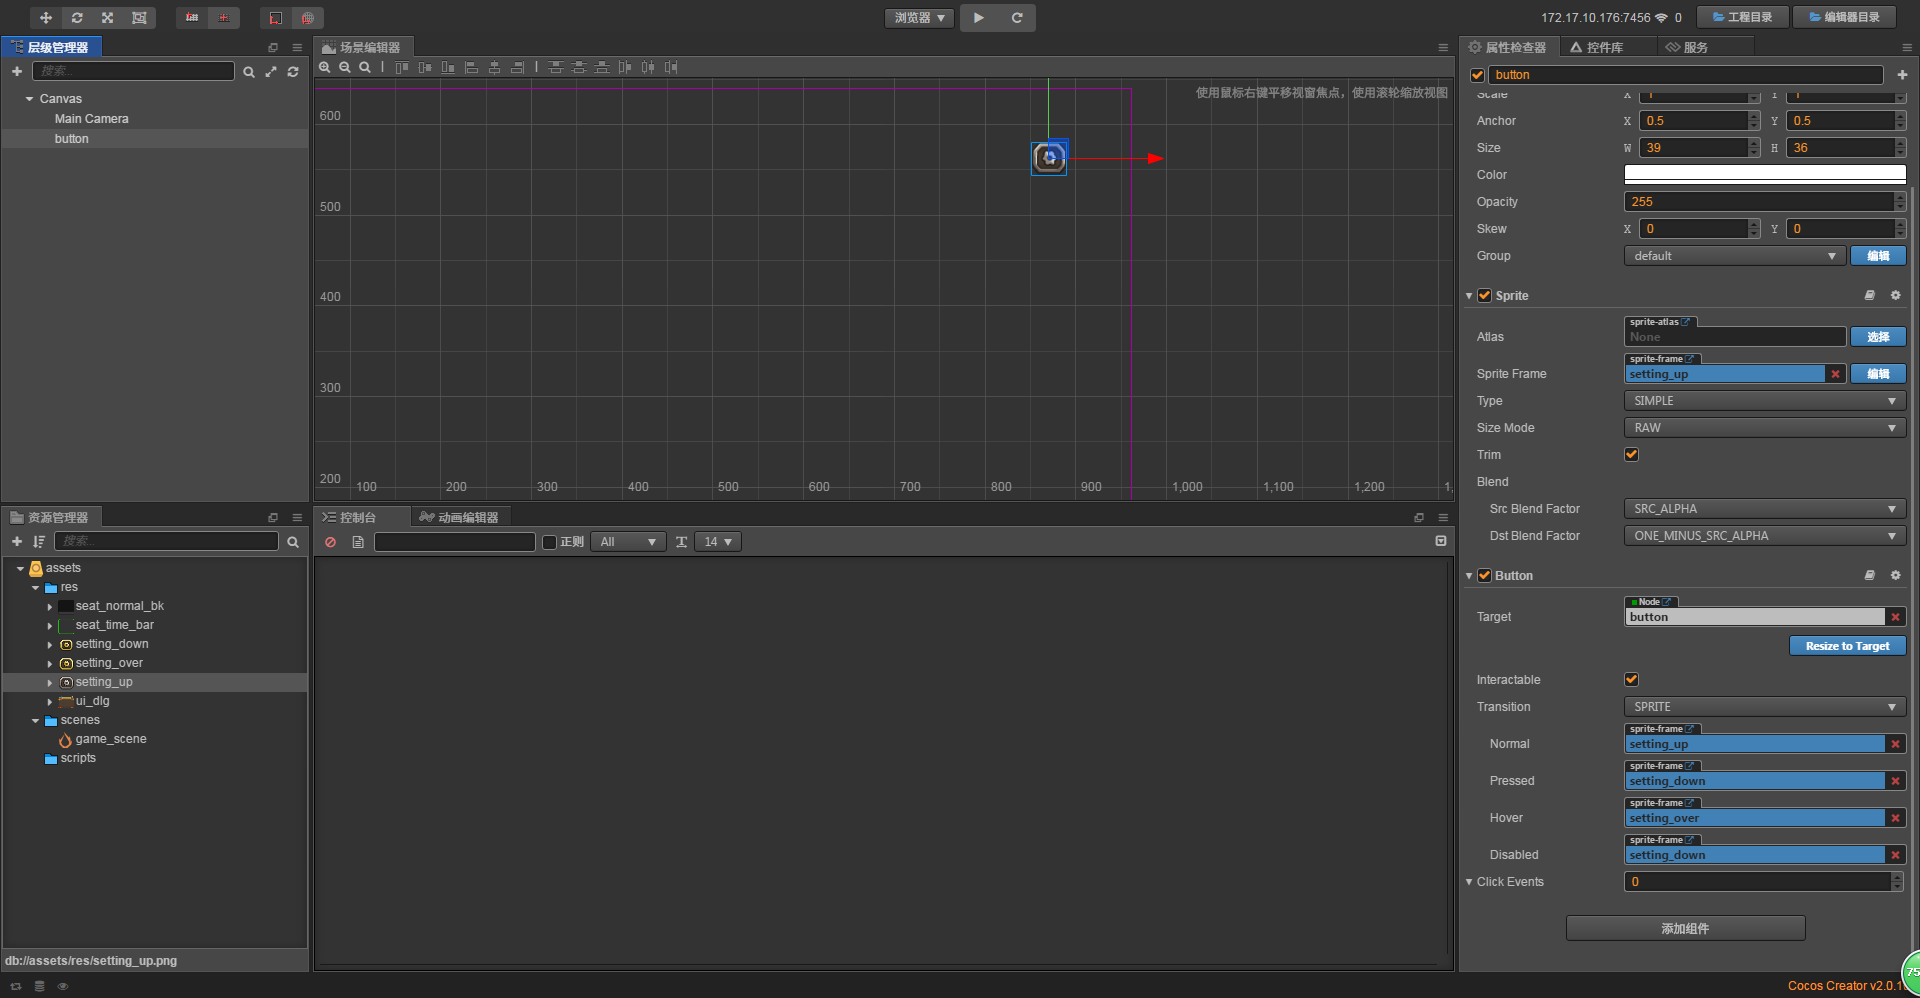 浏览器
172.17.10.176:7456 0
工程目录
编辑器目录
层级管理器
搜索...
Canvas
Main Camera
button
场景编辑器
使用鼠标右键平移视窗焦点，使用滚轮缩放视图
600
500
400
300
200
100 200 300 400 500 600 700 800 900 1,000 1,100 1,200 1,
资源管理器
搜索...
assets
res
seat_normal_bk
seat_time_bar
setting_down
setting_over
setting_up
ui_dlg
scenes
game_scene
scripts
db://assets/res/setting_up.png
控制台
动画编辑器
正则 All 14
属性检查器
控件库
服务
button
Scale X 1 Y 1
Anchor X 0.5 Y 0.5
Size W 39 H 36
Color
Opacity 255
Skew X 0 Y 0
Group default 编辑
Sprite
sprite-atlas
Atlas None 选择
sprite-frame
Sprite Frame setting_up 编辑
Type SIMPLE
Size Mode RAW
Trim
Blend
Src Blend Factor SRC_ALPHA
Dst Blend Factor ONE_MINUS_SRC_ALPHA
Button
Node
Target button
Resize to Target
Interactable
Transition SPRITE
sprite-frame
Normal setting_up
sprite-frame
Pressed setting_down
sprite-frame
Hover setting_over
sprite-frame
Disabled setting_down
Click Events 0
添加组件
75
Cocos Creator v2.0.1